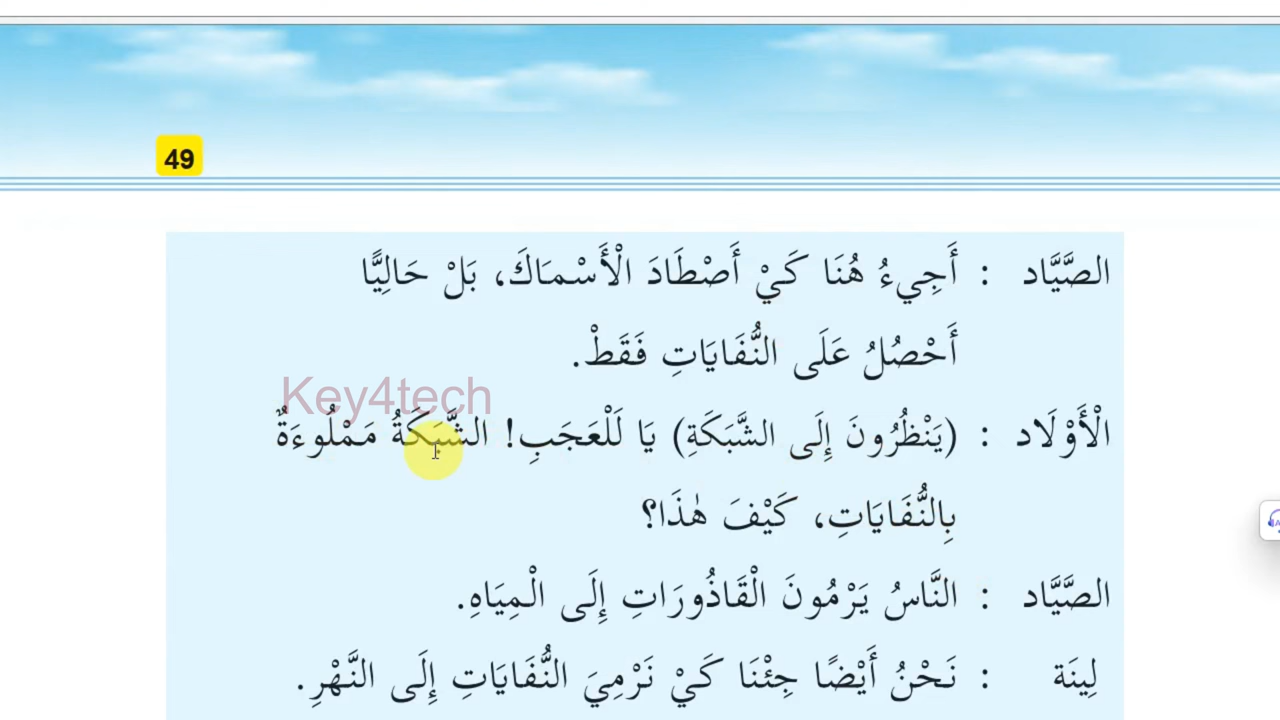 49
الصَّيَّاد : أَجِيءُ هُنَا كَيْ أَصْطَادَ الْأَسْمَاكَ، بَلْ حَالِيًّا
أَحْصُلُ عَلَى النُّفَايَاتِ فَقَطْ.
Key4tech
الْأَوْلَاد : (يَنْظُرُونَ إِلَى الشَّبَكَةِ) يَا لَلْعَجَبِ! الشَّبَكَةُ مَمْلُوءَةٌ
بِالنُّفَايَاتِ، كَيْفَ هٰذَا؟
الصَّيَّاد : النَّاسُ يَرْمُونَ الْقَاذُورَاتِ إِلَى الْمِيَاهِ.
لِينَة : نَحْنُ أَيْضًا جِئْنَا كَيْ نَرْمِيَ النُّفَايَاتِ إِلَى النَّهْرِ.